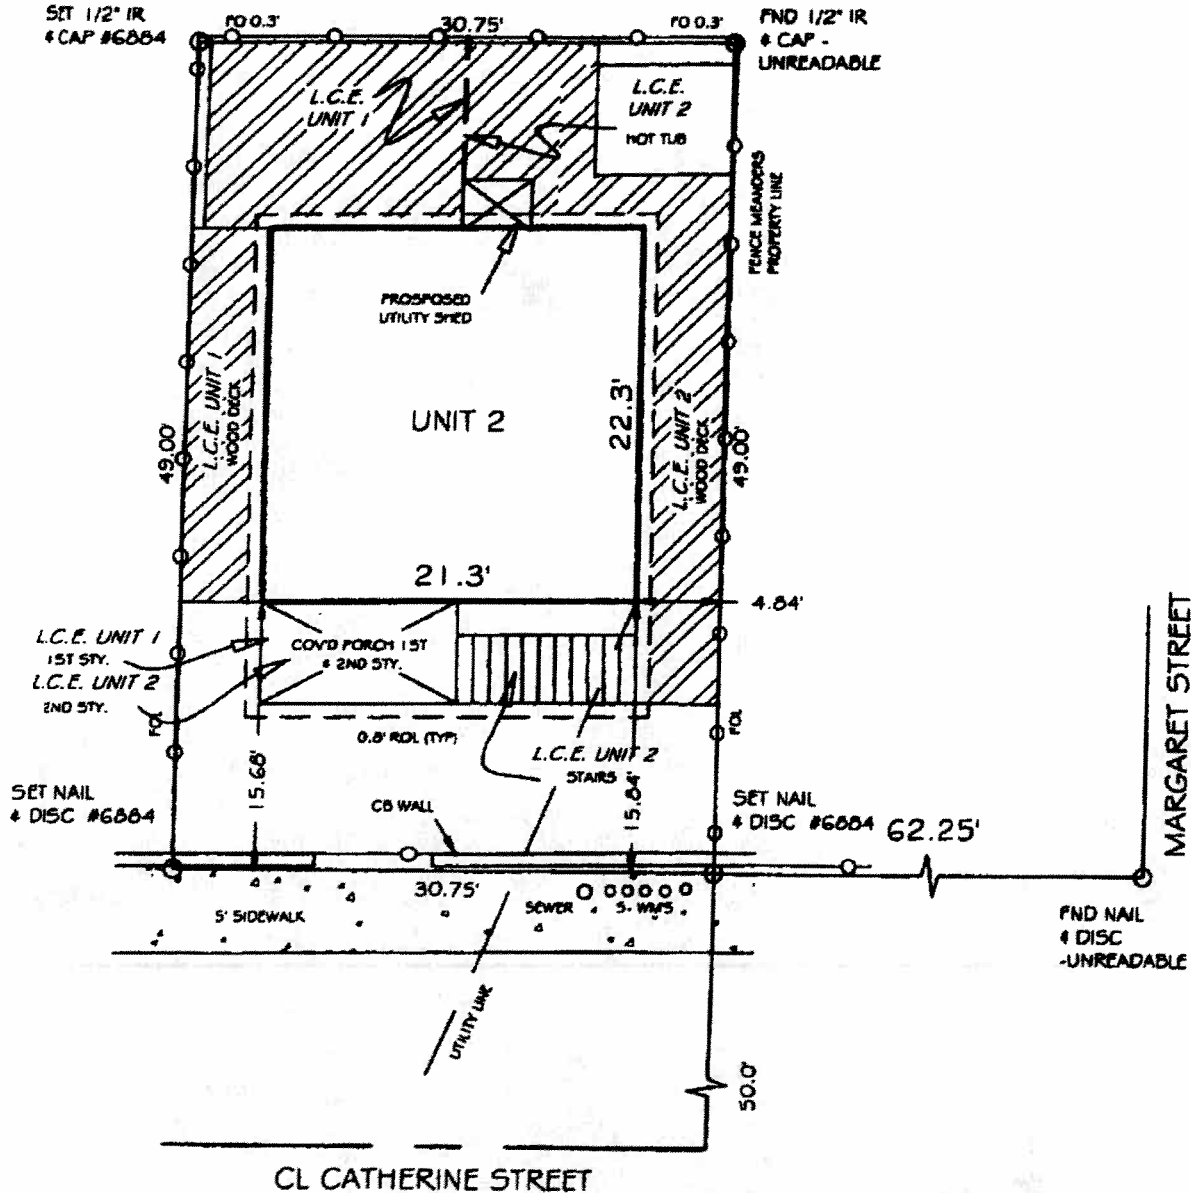 SET 1/2" IR
& CAP #6884
FO 0.3'
30.75'
FO 0.3'
FND 1/2" IR
& CAP -
UNREADABLE
L.C.E.
UNIT 1
L.C.E.
UNIT 2
HOT TUB
FENCE MEANDERS
PROPERTY LINE
PROSPOSED
UTILITY SHED
UNIT 2
22.3'
L.C.E. UNIT 1
WOOD DECK
49.00'
L.C.E. UNIT 2
WOOD DECK
49.00'
21.3'
4.84'
L.C.E. UNIT 1
1ST STY.
L.C.E. UNIT 2
2ND STY.
COV'D PORCH 1ST
& 2ND STY.
FOL
FOL
0.8' ROL (TYP)
L.C.E. UNIT 2
STAIRS
15.68'
15.84'
SET NAIL
& DISC #6884
CB WALL
SET NAIL
& DISC #6884
62.25'
MARGARET STREET
30.75'
5' SIDEWALK
SEWER
5- WM'S
FND NAIL
& DISC
-UNREADABLE
UTILITY LINE
50.0'
CL CATHERINE STREET